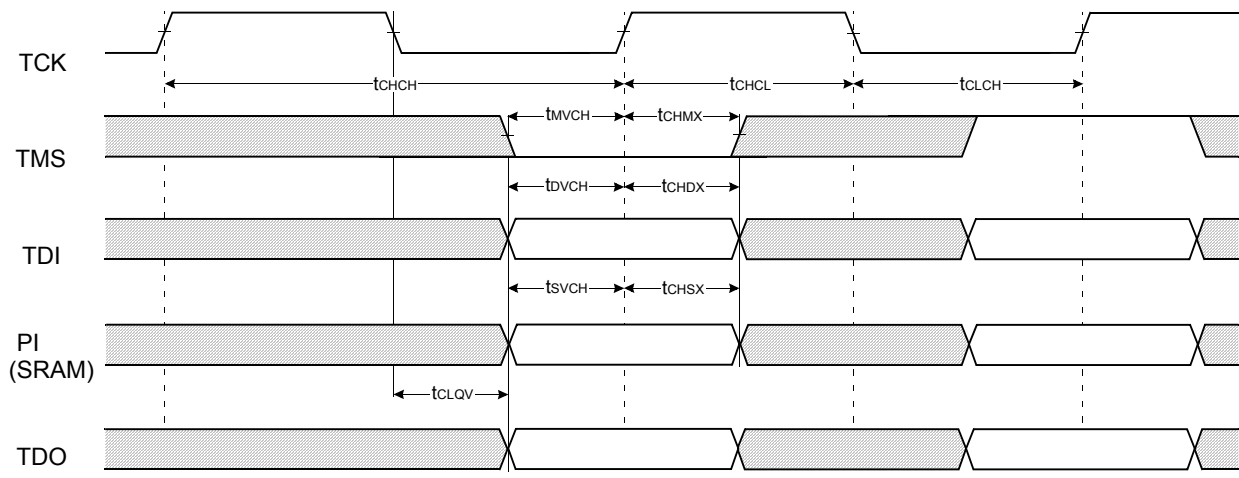 TCK
tCHCH
tCHCL
tCLCH
tMVCH
tCHMX
TMS
tDVCH
tCHDX
TDI
tSVCH
tCHSX
PI
(SRAM)
tCLQV
TDO